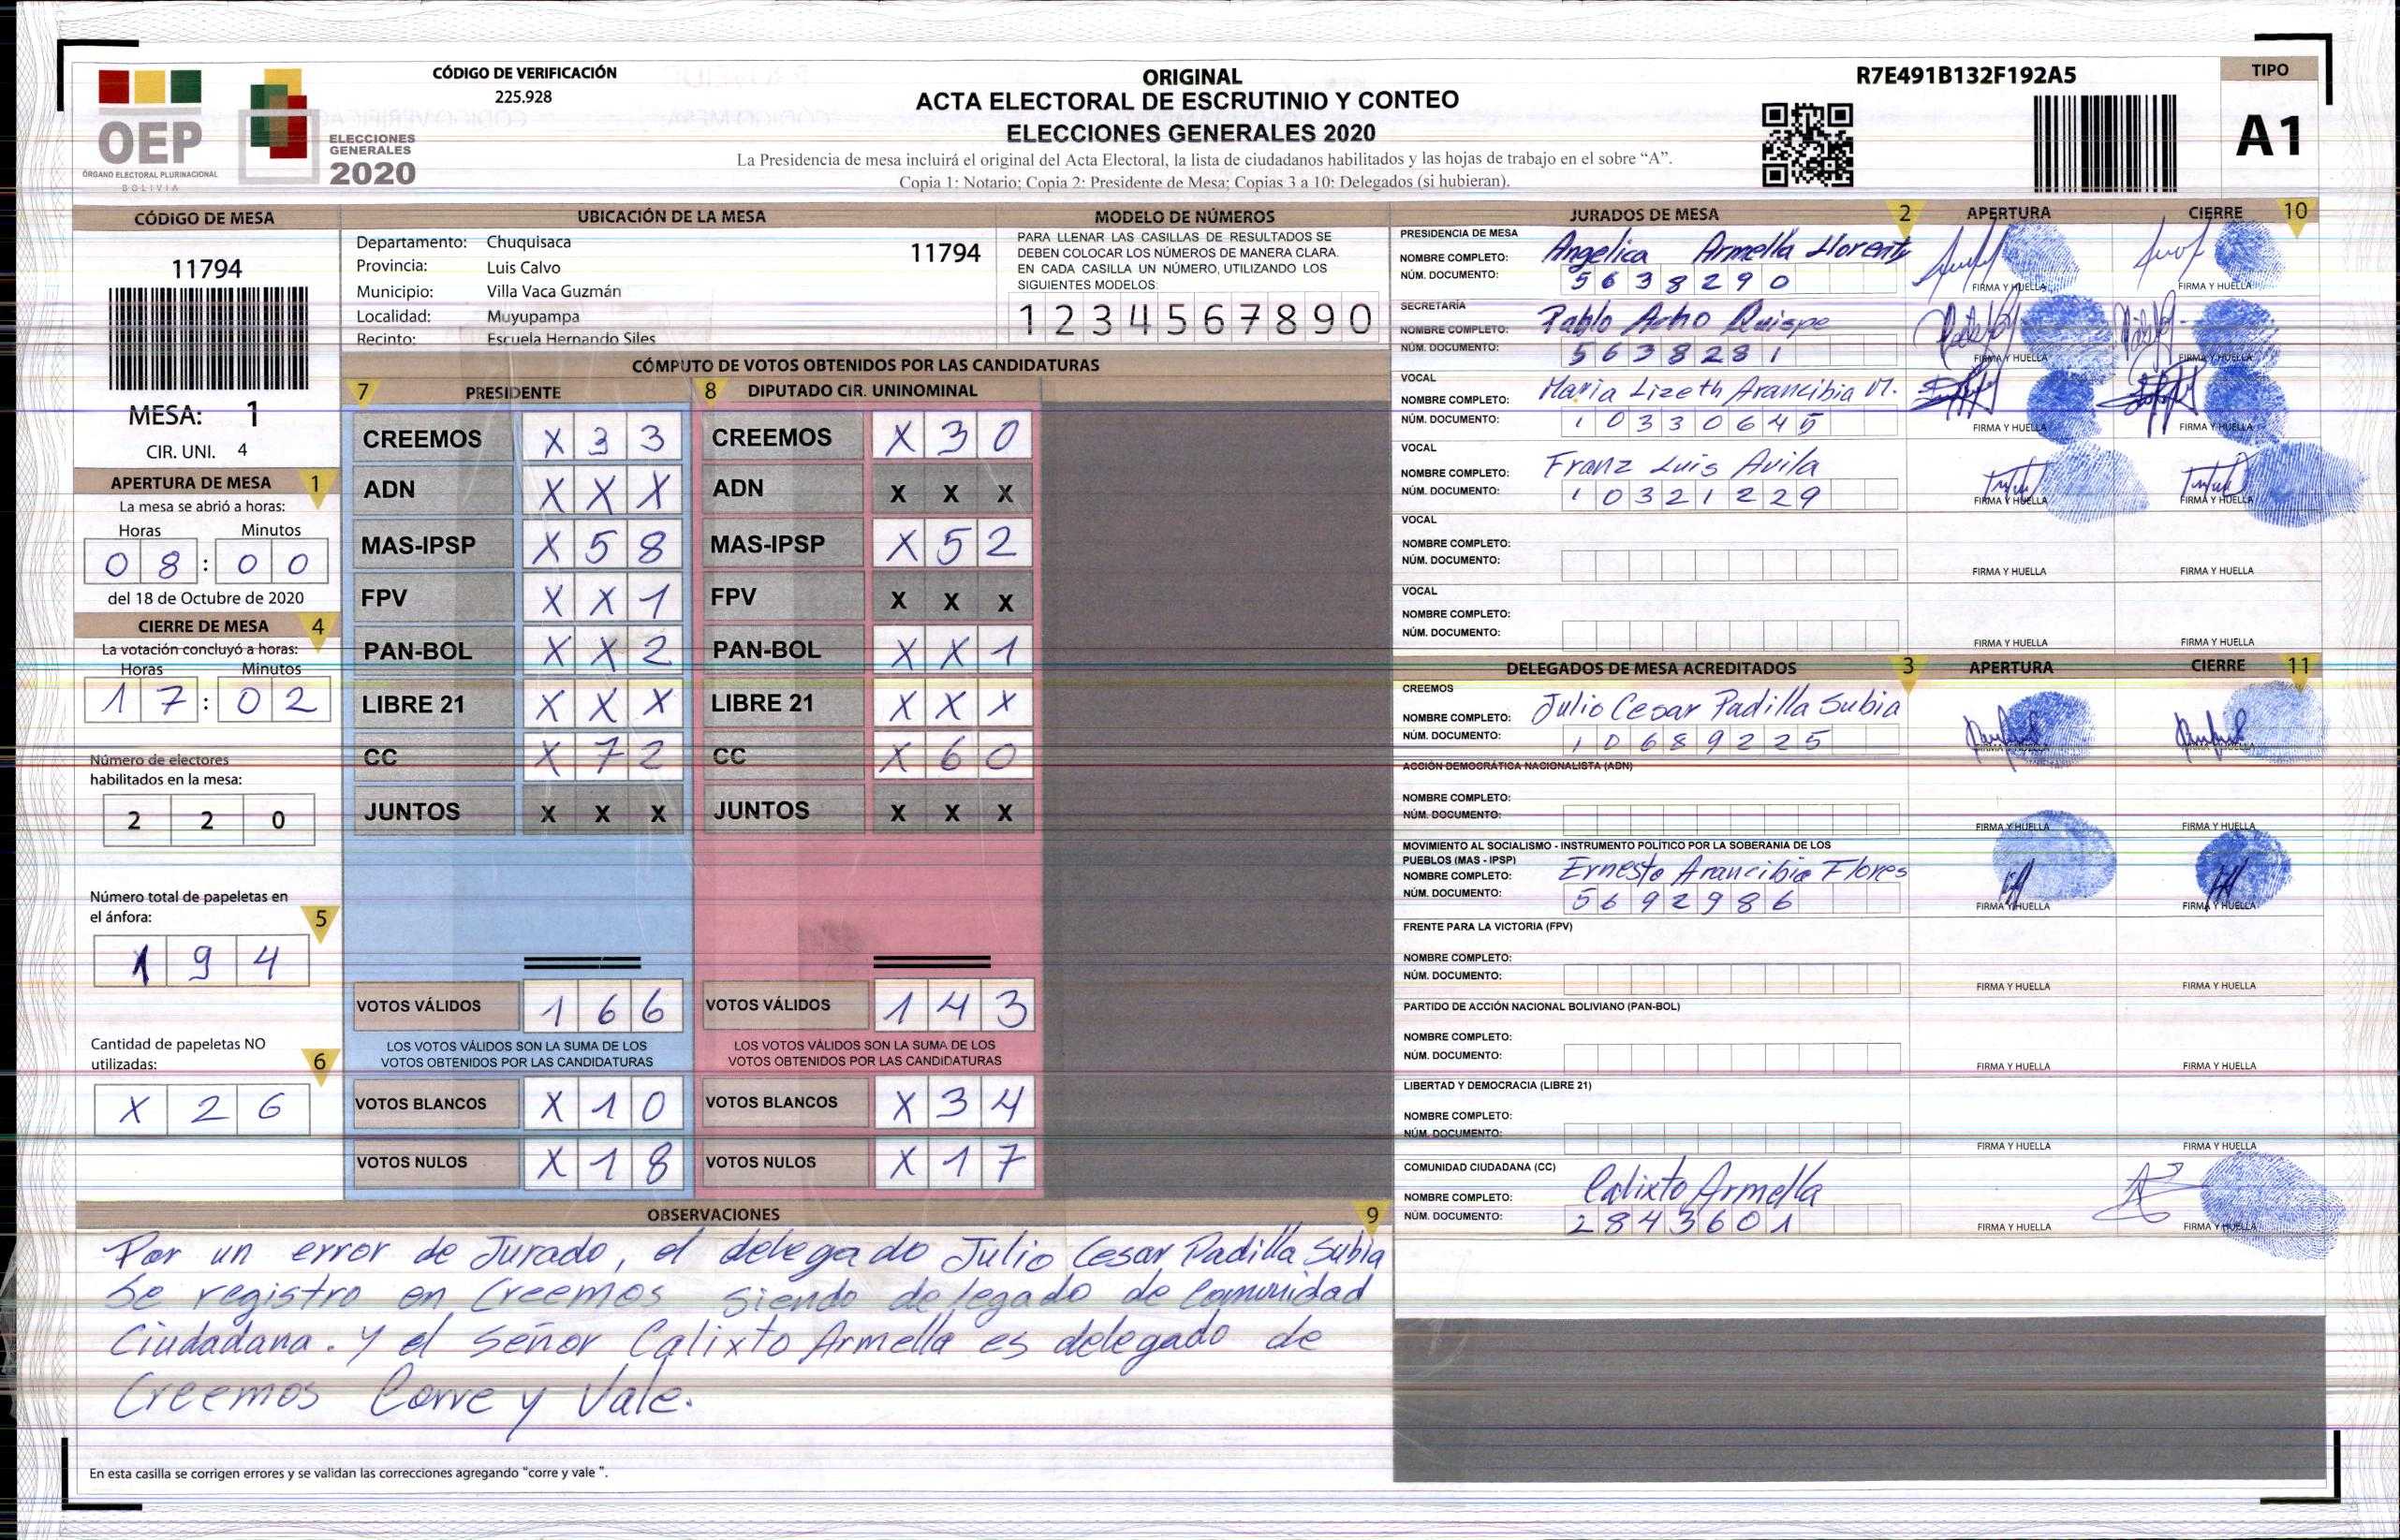 CÓDIGO DE VERIFICACIÓN
225.928
OEP
ÓRGANO ELECTORAL PLURINACIONAL
BOLIVIA
ELECCIONES
GENERALES
2020
ORIGINAL
ACTA ELECTORAL DE ESCRUTINIO Y CONTEO
ELECCIONES GENERALES 2020
La Presidencia de mesa incluirá el original del Acta Electoral, la lista de ciudadanos habilitados y las hojas de trabajo en el sobre “A”.
Copia 1: Notario; Copia 2: Presidente de Mesa; Copias 3 a 10: Delegados (si hubieran).
R7E491B132F192A5
TIPO
A1
CÓDIGO DE MESA
11794
MESA: 1
CIR. UNI. 4
APERTURA DE MESA 1
La mesa se abrió a horas:
Horas Minutos
08 : 00
del 18 de Octubre de 2020
CIERRE DE MESA 4
La votación concluyó a horas:
Horas Minutos
17 : 02
Número de electores
habilitados en la mesa:
2 2 0
Número total de papeletas en
el ánfora: 5
1 9 4
Cantidad de papeletas NO
utilizadas: 6
X 2 6
UBICACIÓN DE LA MESA
Departamento: Chuquisaca 11794
Provincia: Luis Calvo
Municipio: Villa Vaca Guzmán
Localidad: Muyupampa
Recinto: Escuela Hernando Siles
MODELO DE NÚMEROS
PARA LLENAR LAS CASILLAS DE RESULTADOS SE
DEBEN COLOCAR LOS NÚMEROS DE MANERA CLARA.
EN CADA CASILLA UN NÚMERO, UTILIZANDO LOS
SIGUIENTES MODELOS:
1 2 3 4 5 6 7 8 9 0
CÓMPUTO DE VOTOS OBTENIDOS POR LAS CANDIDATURAS
7 PRESIDENTE 8 DIPUTADO CIR. UNINOMINAL
CREEMOS X 3 3 CREEMOS X 3 0
ADN X X X ADN X X X
MAS-IPSP X 5 8 MAS-IPSP X 5 2
FPV X X 1 FPV X X X
PAN-BOL X X 2 PAN-BOL X X 1
LIBRE 21 X X X LIBRE 21 X X X
CC X 7 2 CC X 6 0
JUNTOS X X X JUNTOS X X X
VOTOS VÁLIDOS 1 6 6 VOTOS VÁLIDOS 1 4 3
LOS VOTOS VÁLIDOS SON LA SUMA DE LOS LOS VOTOS VÁLIDOS SON LA SUMA DE LOS
VOTOS OBTENIDOS POR LAS CANDIDATURAS VOTOS OBTENIDOS POR LAS CANDIDATURAS
VOTOS BLANCOS X 1 0 VOTOS BLANCOS X 3 4
VOTOS NULOS X 1 8 VOTOS NULOS X 1 7
JURADOS DE MESA 2 APERTURA CIERRE 10
PRESIDENCIA DE MESA
NOMBRE COMPLETO: Angelica Armella Llorenty
NÚM. DOCUMENTO: 5638290 FIRMA Y HUELLA FIRMA Y HUELLA
SECRETARÍA
NOMBRE COMPLETO: Pablo Acho Quispe
NÚM. DOCUMENTO: 5638281 FIRMA Y HUELLA FIRMA Y HUELLA
VOCAL
NOMBRE COMPLETO: Maria Lizeth Arancibia M.
NÚM. DOCUMENTO: 10330645 FIRMA Y HUELLA FIRMA Y HUELLA
VOCAL
NOMBRE COMPLETO: Franz Luis Avila
NÚM. DOCUMENTO: 10321229 FIRMA Y HUELLA FIRMA Y HUELLA
VOCAL
NOMBRE COMPLETO:
NÚM. DOCUMENTO: FIRMA Y HUELLA FIRMA Y HUELLA
VOCAL
NOMBRE COMPLETO:
NÚM. DOCUMENTO: FIRMA Y HUELLA FIRMA Y HUELLA
DELEGADOS DE MESA ACREDITADOS 3 APERTURA CIERRE 11
CREEMOS
NOMBRE COMPLETO: Julio Cesar Padilla Subia
NÚM. DOCUMENTO: 10689225 FIRMA Y HUELLA FIRMA Y HUELLA
ACCIÓN DEMOCRÁTICA NACIONALISTA (ADN)
NOMBRE COMPLETO:
NÚM. DOCUMENTO: FIRMA Y HUELLA FIRMA Y HUELLA
MOVIMIENTO AL SOCIALISMO - INSTRUMENTO POLÍTICO POR LA SOBERANIA DE LOS
PUEBLOS (MAS - IPSP)
NOMBRE COMPLETO: Ernesto Arancibia Flores
NÚM. DOCUMENTO: 5692986 FIRMA Y HUELLA FIRMA Y HUELLA
FRENTE PARA LA VICTORIA (FPV)
NOMBRE COMPLETO:
NÚM. DOCUMENTO: FIRMA Y HUELLA FIRMA Y HUELLA
PARTIDO DE ACCIÓN NACIONAL BOLIVIANO (PAN-BOL)
NOMBRE COMPLETO:
NÚM. DOCUMENTO: FIRMA Y HUELLA FIRMA Y HUELLA
LIBERTAD Y DEMOCRACIA (LIBRE 21)
NOMBRE COMPLETO:
NÚM. DOCUMENTO: FIRMA Y HUELLA FIRMA Y HUELLA
COMUNIDAD CIUDADANA (CC)
NOMBRE COMPLETO: Calixto Armella
NÚM. DOCUMENTO: 2843601 FIRMA Y HUELLA FIRMA Y HUELLA
OBSERVACIONES 9
Por un error de Jurado, el delegado Julio Cesar Padilla Subia
Se registro en Creemos siendo delegado de Comunidad
Ciudadana. Y el Señor Calixto Armella es delegado de
Creemos Corre y Vale.
En esta casilla se corrigen errores y se validan las correcciones agregando “corre y vale ”.